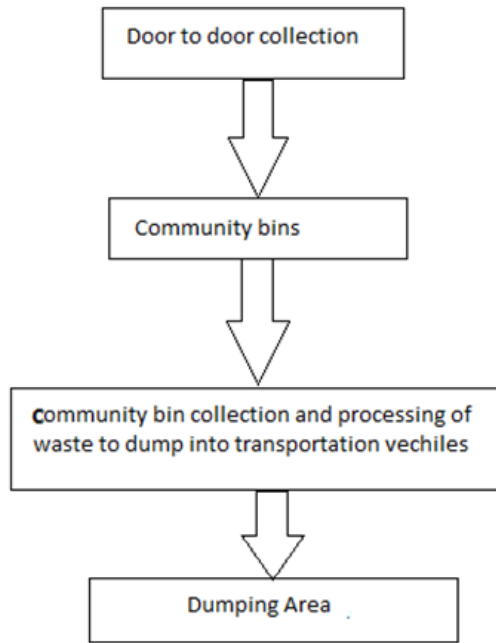 Door to door collection
Community bins
Community bin collection and processing of
waste to dump into transportation vechiles
Dumping Area